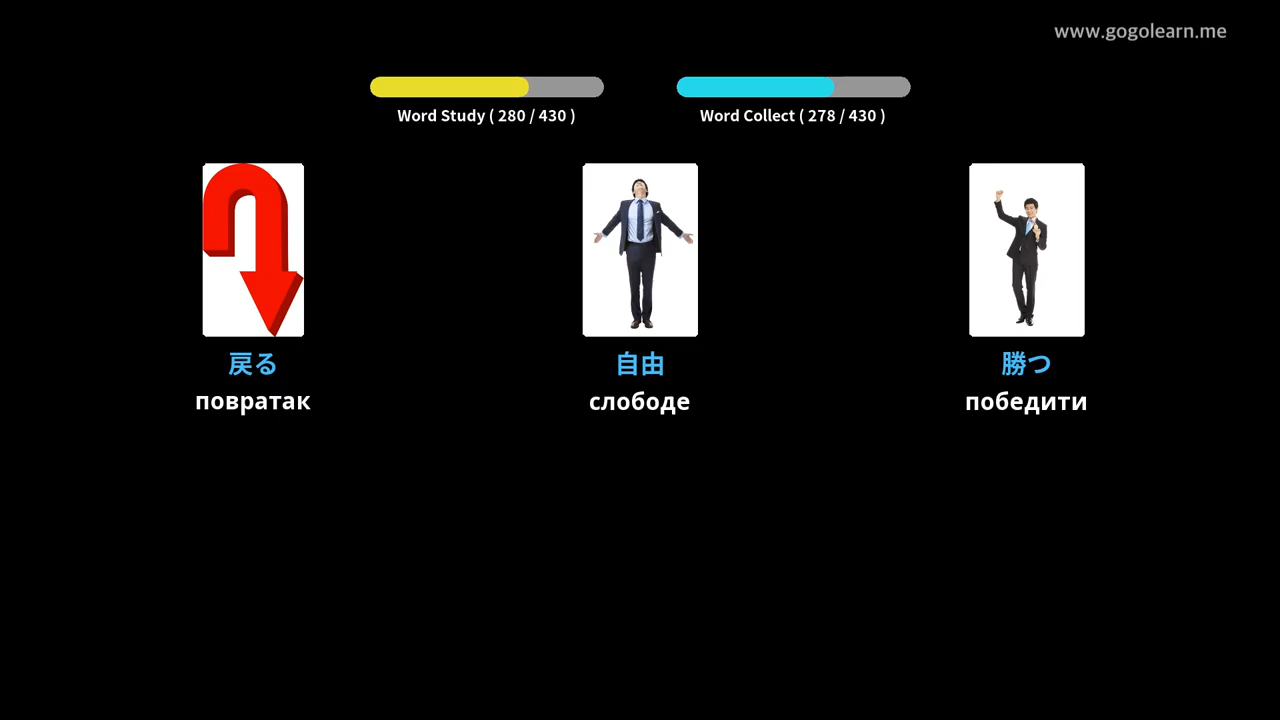 www.gogolearn.me
Word Study ( 280 / 430 )
Word Collect ( 278 / 430 )
戻る
自由
勝つ
повратак
слободе
победити